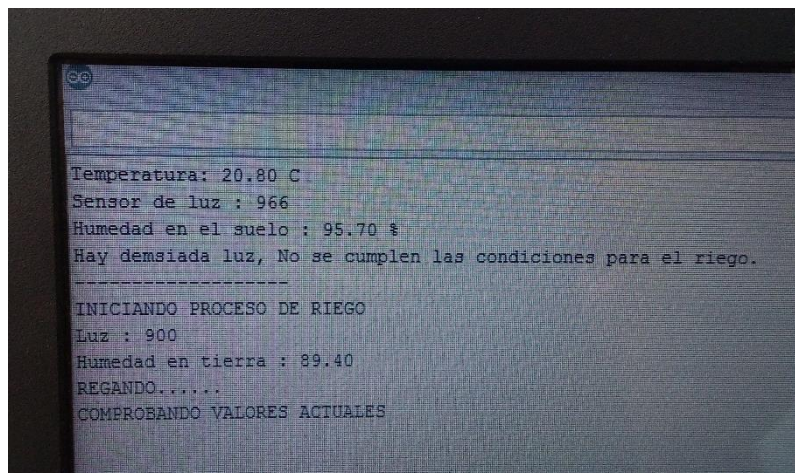 Temperatura: 20.80 C
Sensor de luz : 966
Humedad en el suelo : 95.70 %
Hay demsiada luz, No se cumplen las condiciones para el riego.
-------------------
INICIANDO PROCESO DE RIEGO
Luz : 900
Humedad en tierra : 89.40
REGANDO......
COMPROBANDO VALORES ACTUALES